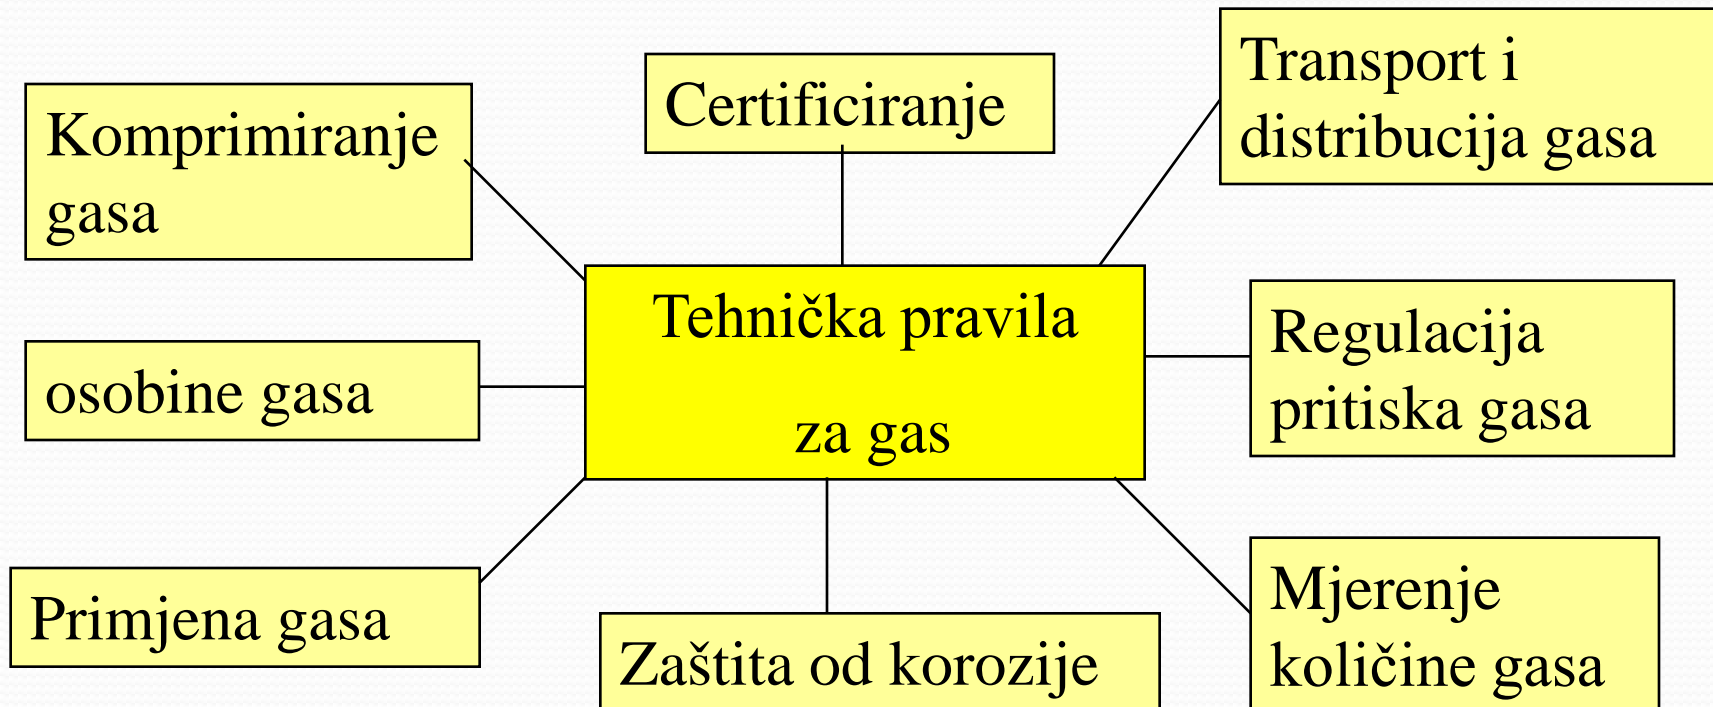 Komprimiranje
gasa
Certificiranje
Transport i
distribucija gasa
Tehnička pravila
za gas
osobine gasa
Regulacija
pritiska gasa
Primjena gasa
Zaštita od korozije
Mjerenje
količine gasa